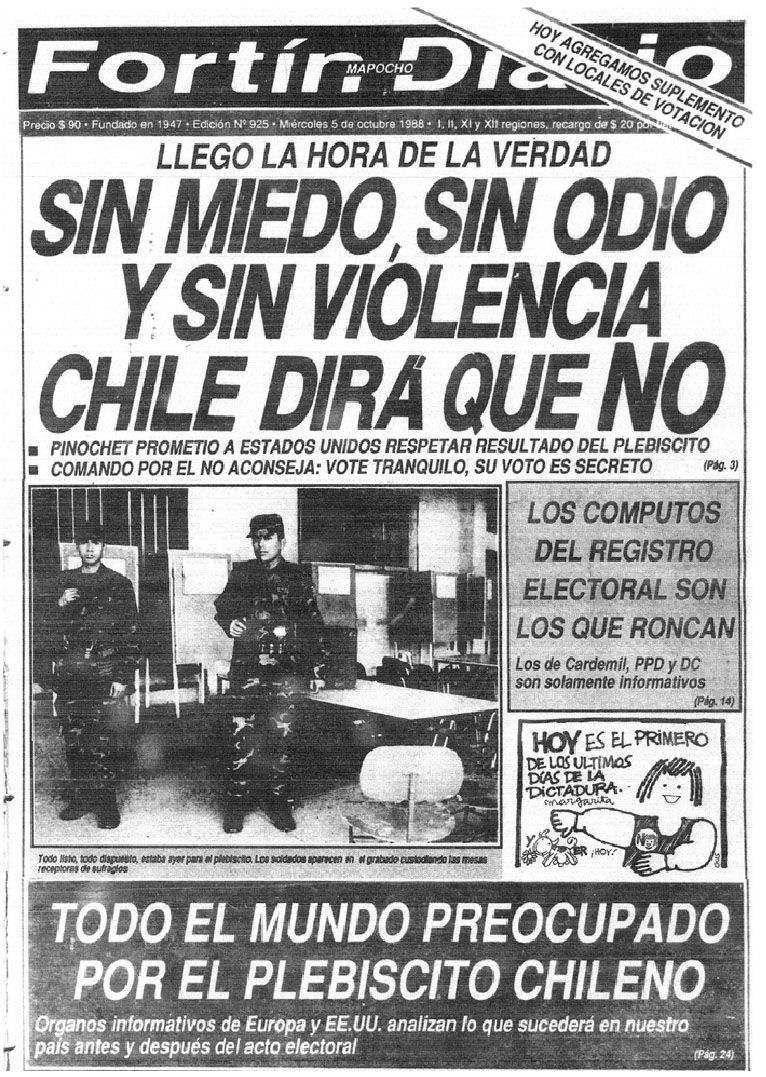 Fortín Diario
MAPOCHO
HOY AGREGAMOS SUPLEMENTO
CON LOCALES DE VOTACION
Precio $ 90 • Fundado en 1947 • Edición Nº 925 • Miércoles 5 de octubre 1988 • I, II, XI y XII regiones, recargo de $ 20 por
LLEGO LA HORA DE LA VERDAD
SIN MIEDO, SIN ODIO
Y SIN VIOLENCIA
CHILE DIRÁ QUE NO
■ PINOCHET PROMETIO A ESTADOS UNIDOS RESPETAR RESULTADO DEL PLEBISCITO
■ COMANDO POR EL NO ACONSEJA: VOTE TRANQUILO, SU VOTO ES SECRETO (Pág. 3)
Todo listo, todo dispuesto, estaba ayer para el plebiscito. Los soldados aparecen en el grabado custodiando las mesas
receptoras de sufragios
LOS COMPUTOS
DEL REGISTRO
ELECTORAL SON
LOS QUE RONCAN
Los de Cardemil, PPD y DC
son solamente informativos
(Pág. 14)
HOY ES EL PRIMERO
DE LOS ULTIMOS
DÍAS DE LA
DICTADURA.
margarita
¡HOY!
TODO EL MUNDO PREOCUPADO
POR EL PLEBISCITO CHILENO
Organos informativos de Europa y EE.UU. analizan lo que sucederá en nuestro
país antes y después del acto electoral
(Pág. 24)